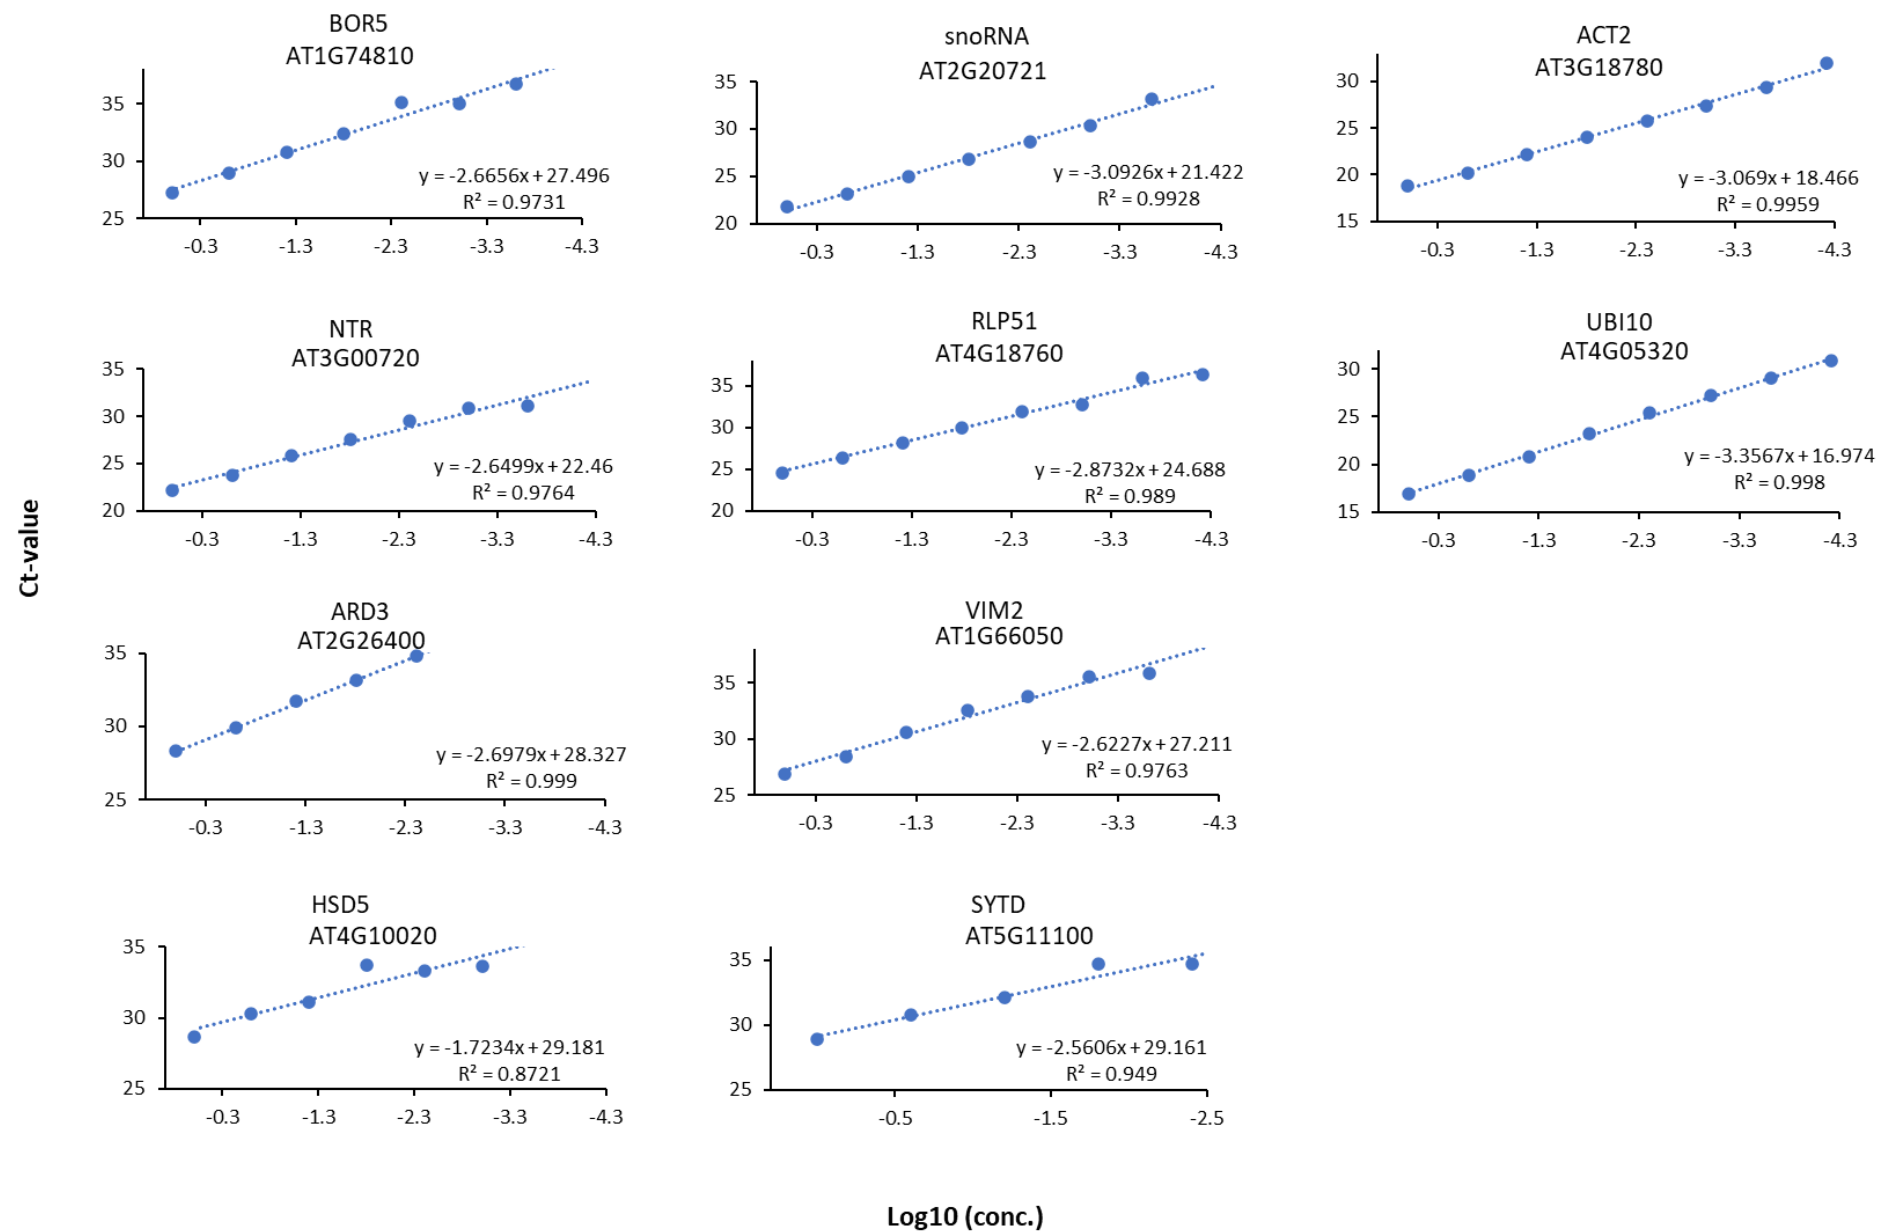 BOR5
AT1G74810
35
30
25
y = -2.6656x + 27.496
R² = 0.9731
-0.3 -1.3 -2.3 -3.3 -4.3
snoRNA
AT2G20721
35
30
25
20
y = -3.0926x + 21.422
R² = 0.9928
-0.3 -1.3 -2.3 -3.3 -4.3
ACT2
AT3G18780
30
25
20
15
y = -3.069x + 18.466
R² = 0.9959
-0.3 -1.3 -2.3 -3.3 -4.3
NTR
AT3G00720
35
30
25
20
y = -2.6499x + 22.46
R² = 0.9764
-0.3 -1.3 -2.3 -3.3 -4.3
RLP51
AT4G18760
35
30
25
20
y = -2.8732x + 24.688
R² = 0.989
-0.3 -1.3 -2.3 -3.3 -4.3
UBI10
AT4G05320
30
25
20
15
y = -3.3567x + 16.974
R² = 0.998
-0.3 -1.3 -2.3 -3.3 -4.3
Ct-value
ARD3
AT2G26400
35
30
25
y = -2.6979x + 28.327
R² = 0.999
-0.3 -1.3 -2.3 -3.3 -4.3
VIM2
AT1G66050
35
30
25
y = -2.6227x + 27.211
R² = 0.9763
-0.3 -1.3 -2.3 -3.3 -4.3
HSD5
AT4G10020
35
30
25
y = -1.7234x + 29.181
R² = 0.8721
-0.3 -1.3 -2.3 -3.3 -4.3
SYTD
AT5G11100
35
30
25
y = -2.5606x + 29.161
R² = 0.949
-0.5 -1.5 -2.5
Log10 (conc.)